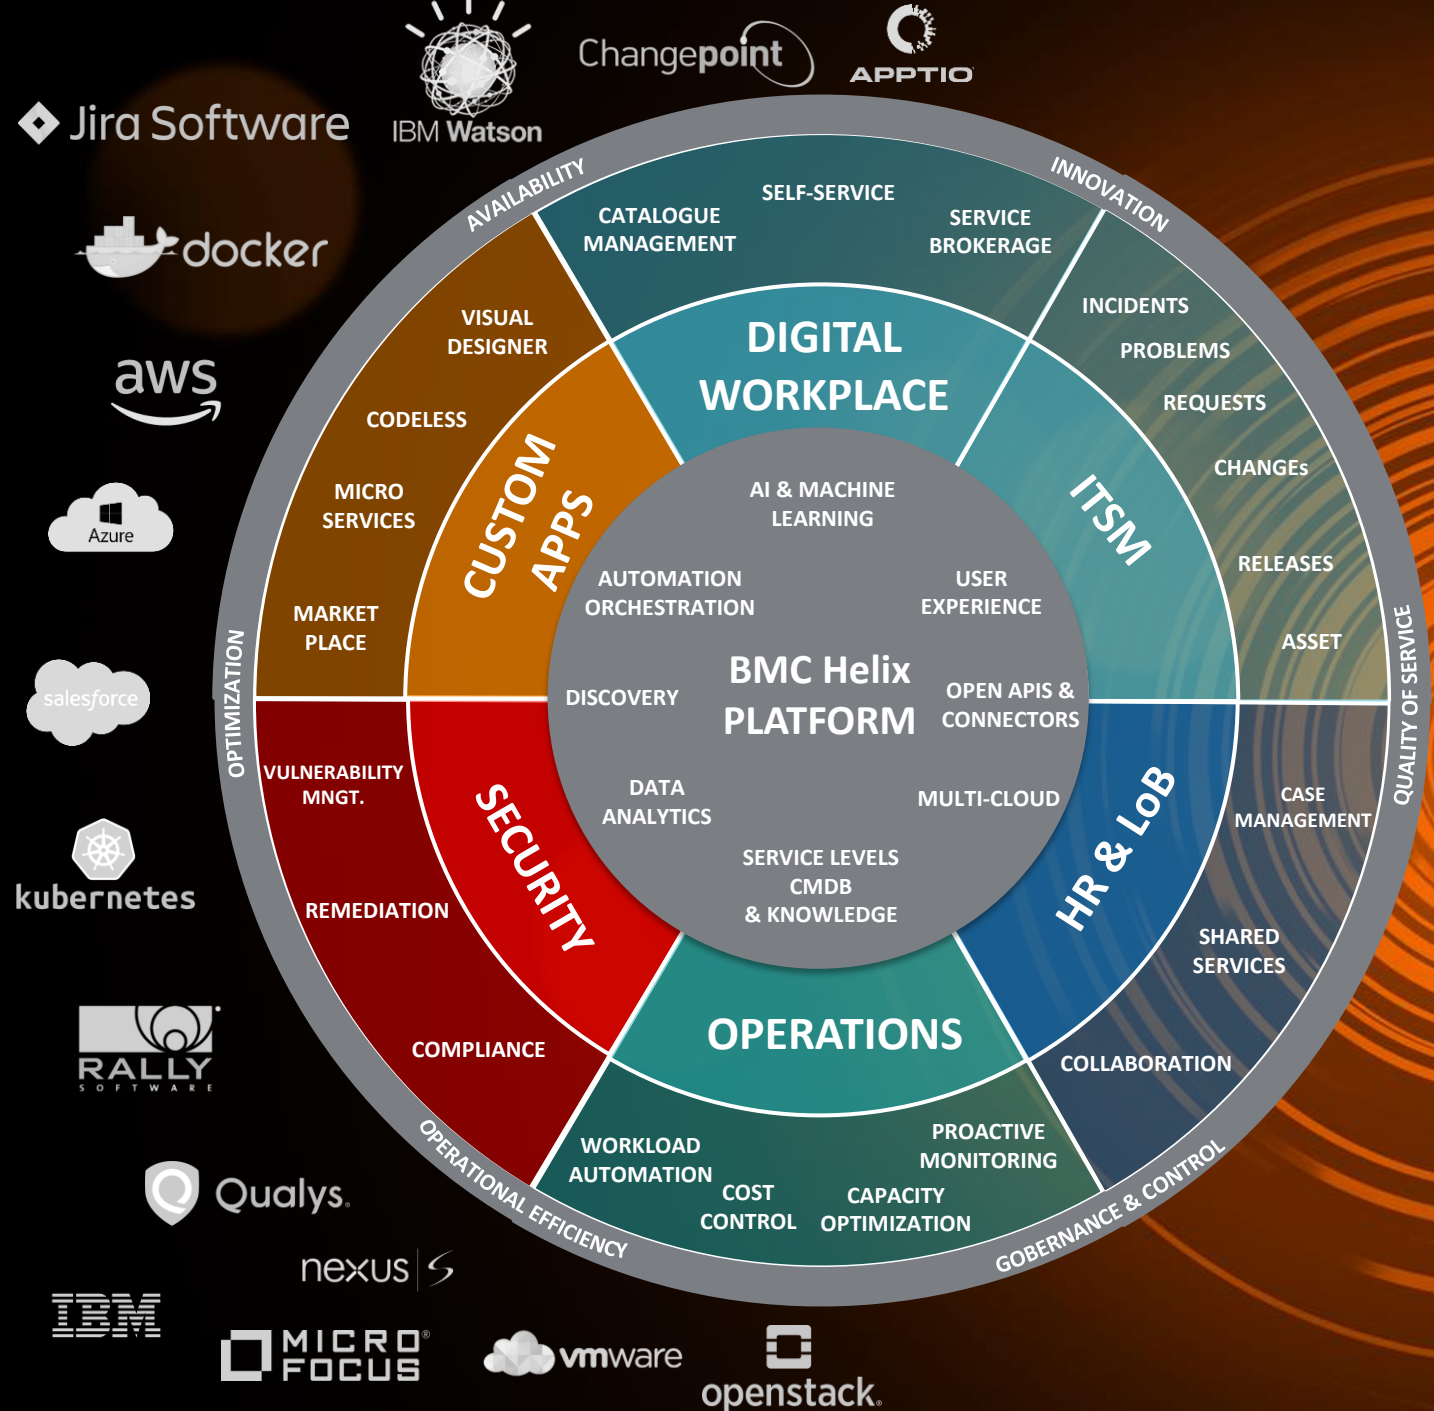 IBM Watson
Changepoint
APPTIO
Jira Software
docker
aws
Azure
salesforce
kubernetes
RALLY
SOFTWARE
Qualys.
nexus
IBM
MICRO
FOCUS®
vmware
openstack.
AVAILABILITY
INNOVATION
QUALITY OF SERVICE
GOBERNANCE & CONTROL
OPERATIONAL EFFICIENCY
OPTIMIZATION
DIGITAL
WORKPLACE
CATALOGUE
MANAGEMENT
SELF-SERVICE
SERVICE
BROKERAGE
ITSM
INCIDENTS
PROBLEMS
REQUESTS
CHANGEs
RELEASES
ASSET
HR & LoB
CASE
MANAGEMENT
SHARED
SERVICES
COLLABORATION
OPERATIONS
PROACTIVE
MONITORING
CAPACITY
OPTIMIZATION
COST
CONTROL
WORKLOAD
AUTOMATION
SECURITY
COMPLIANCE
REMEDIATION
VULNERABILITY
MNGT.
CUSTOM
APPS
MARKET
PLACE
MICRO
SERVICES
CODELESS
VISUAL
DESIGNER
BMC Helix
PLATFORM
AI & MACHINE
LEARNING
USER
EXPERIENCE
OPEN APIS &
CONNECTORS
MULTI-CLOUD
SERVICE LEVELS
CMDB
& KNOWLEDGE
DATA
ANALYTICS
DISCOVERY
AUTOMATION
ORCHESTRATION